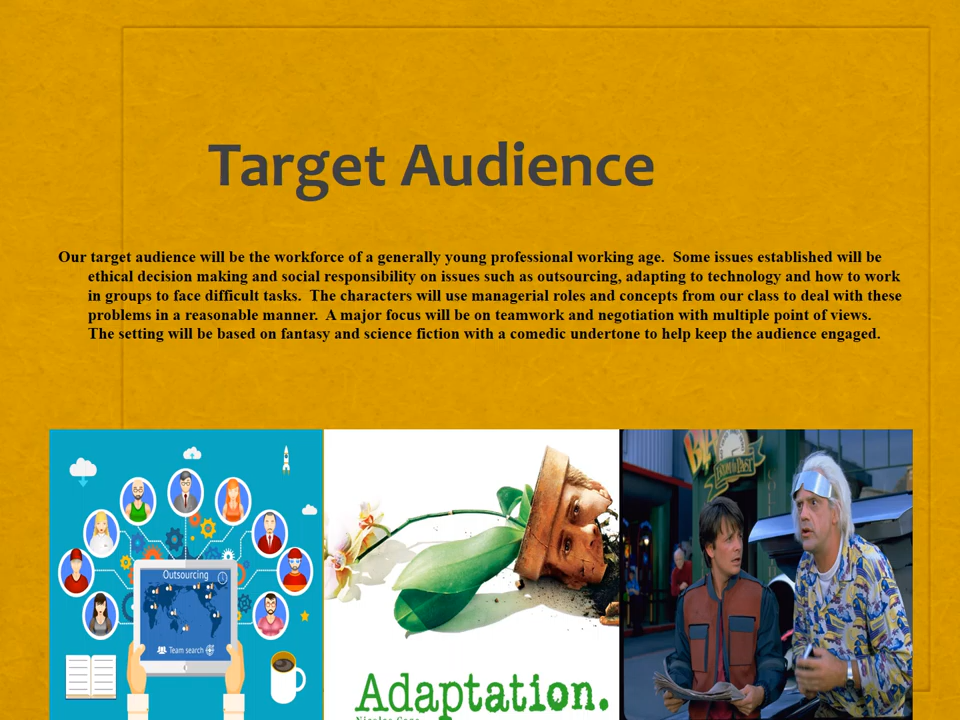 Target Audience
Our target audience will be the workforce of a generally young professional working age.  Some issues established will be
ethical decision making and social responsibility on issues such as outsourcing, adapting to technology and how to work
in groups to face difficult tasks.  The characters will use managerial roles and concepts from our class to deal with these
problems in a reasonable manner.  A major focus will be on teamwork and negotiation with multiple point of views.
The setting will be based on fantasy and science fiction with a comedic undertone to help keep the audience engaged.
Outsourcing
Team search
Adaptation.